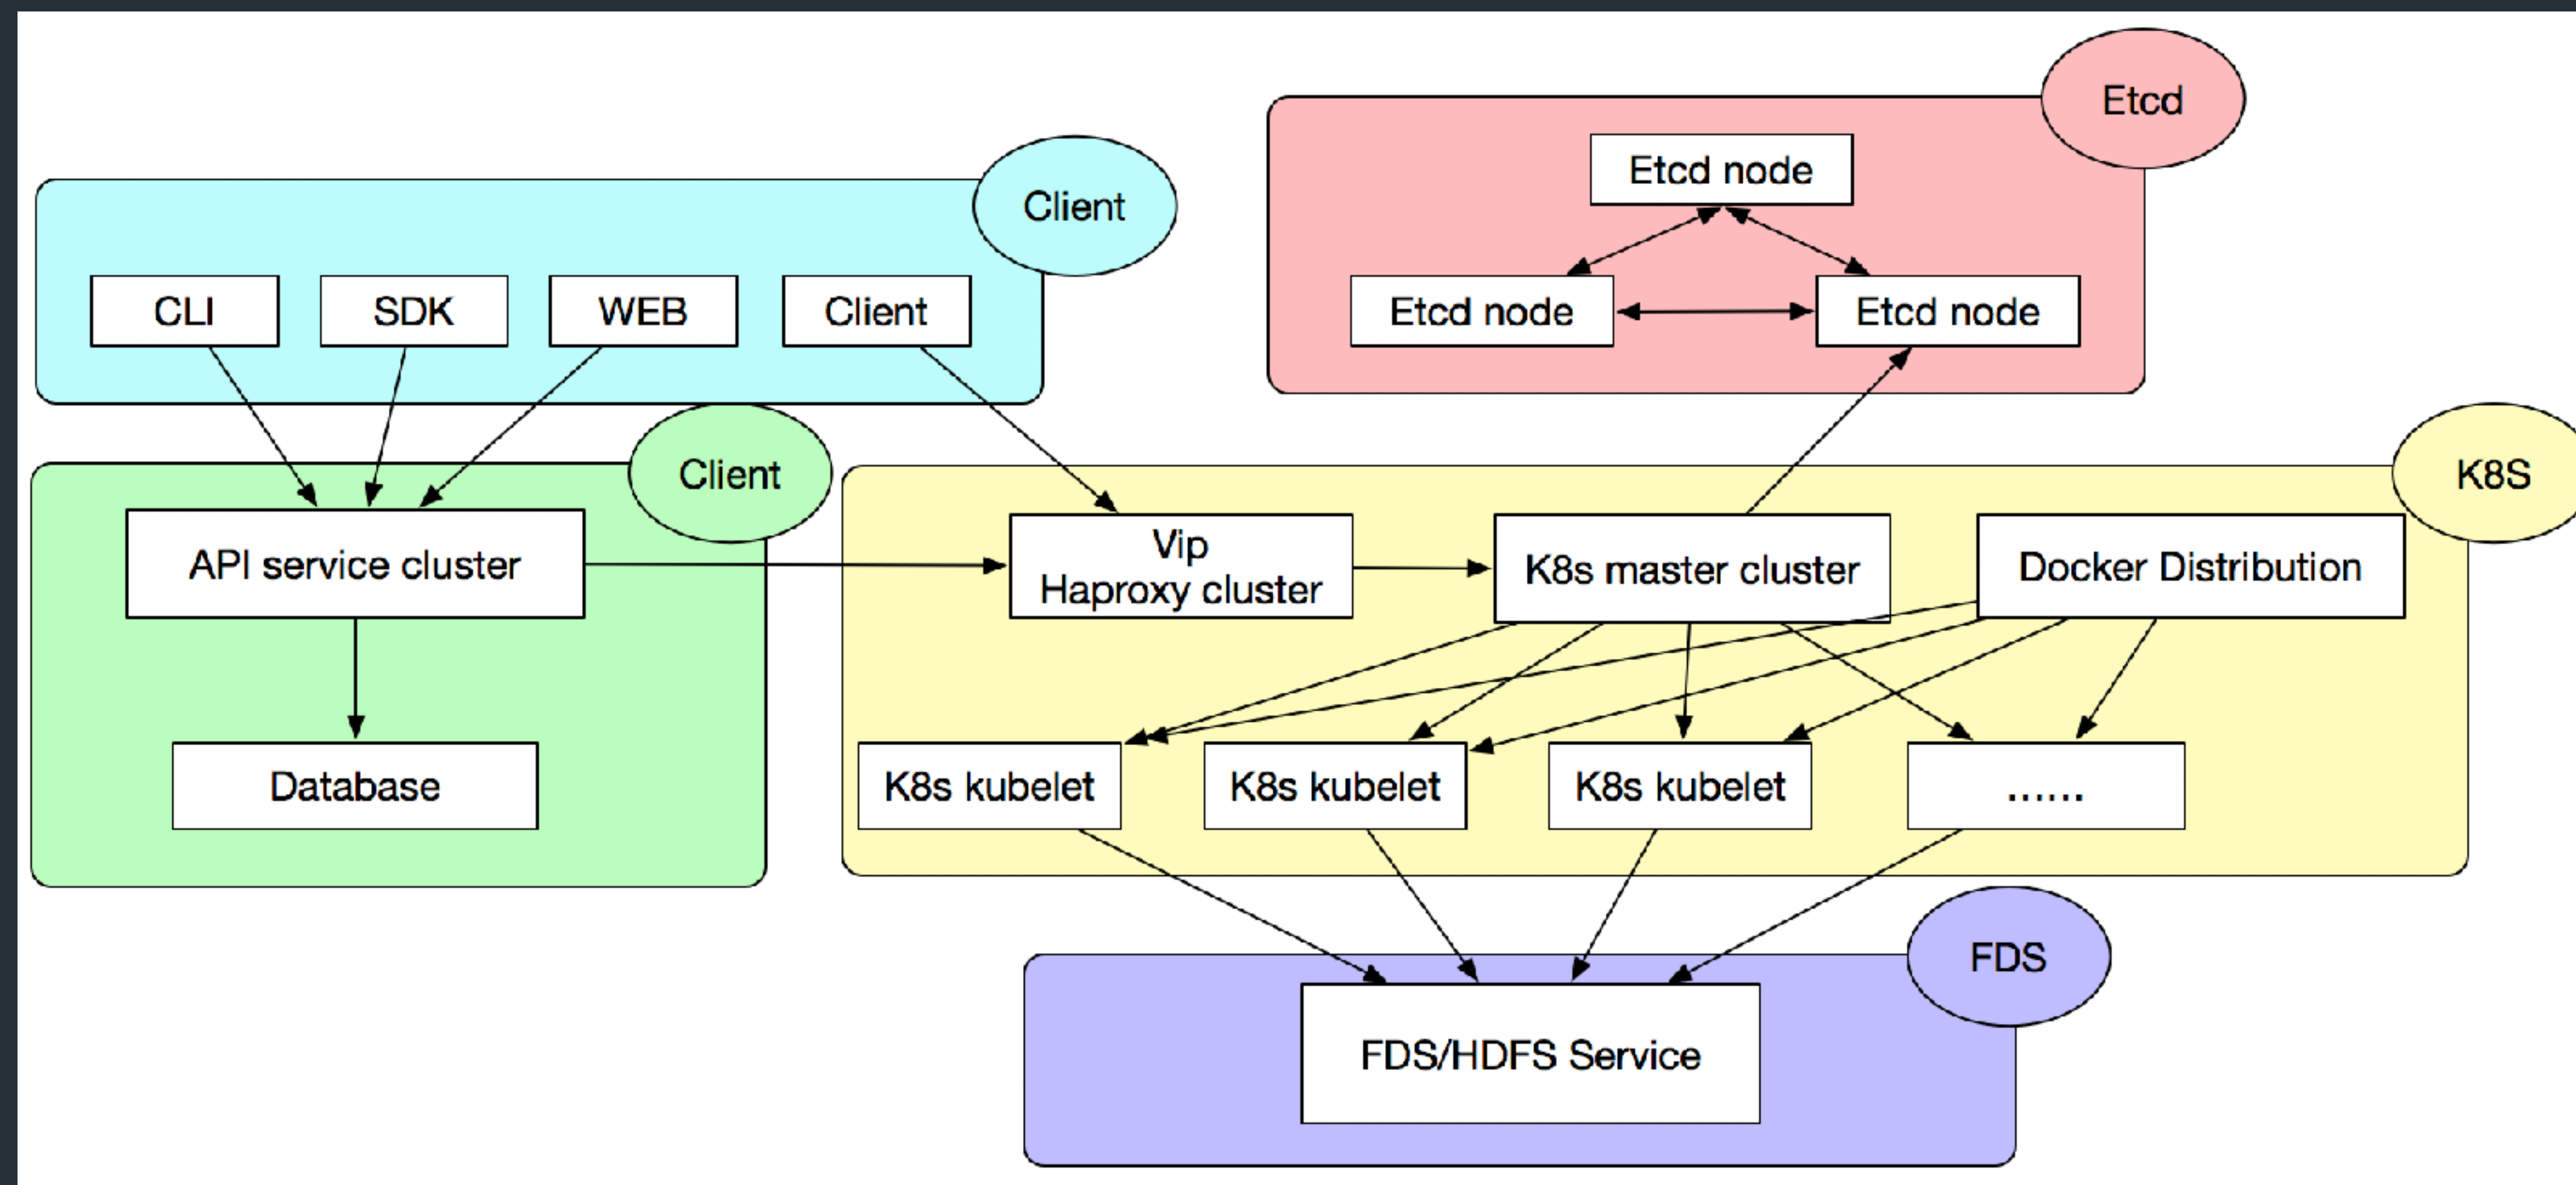 Etcd
Etcd node
Client
CLI
SDK
WEB
Client
Etcd node
Etcd node
Client
K8S
API service cluster
Vip
Haproxy cluster
K8s master cluster
Docker Distribution
Database
K8s kubelet
K8s kubelet
K8s kubelet
......
FDS
FDS/HDFS Service